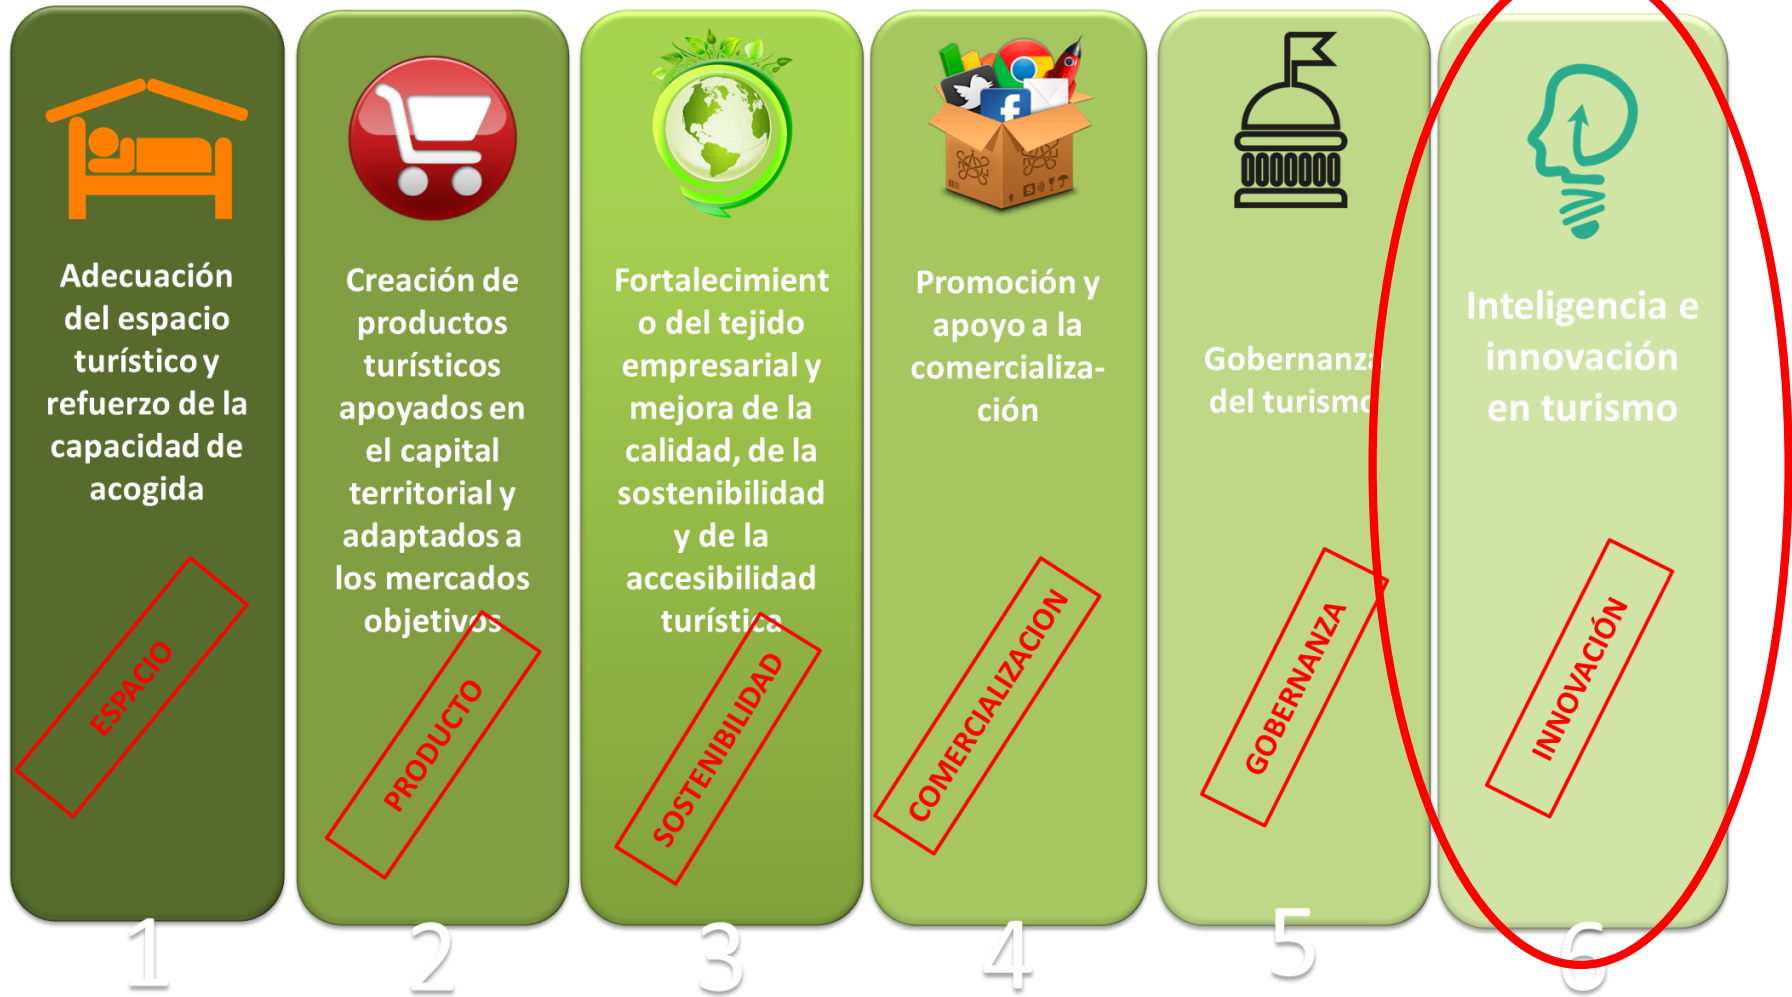 Adecuación
del espacio
turístico y
refuerzo de la
capacidad de
acogida
ESPACIO
1
Creación de
productos
turísticos
apoyados en
el capital
territorial y
adaptados a
los mercados
objetivos
PRODUCTO
2
Fortalecimient
o del tejido
empresarial y
mejora de la
calidad, de la
sostenibilidad
y de la
accesibilidad
turística
SOSTENIBILIDAD
3
f
Promoción y
apoyo a la
comercializa-
ción
COMERCIALIZACION
4
Gobernanza
del turismo
GOBERNANZA
5
Inteligencia e
innovación
en turismo
INNOVACIÓN
6